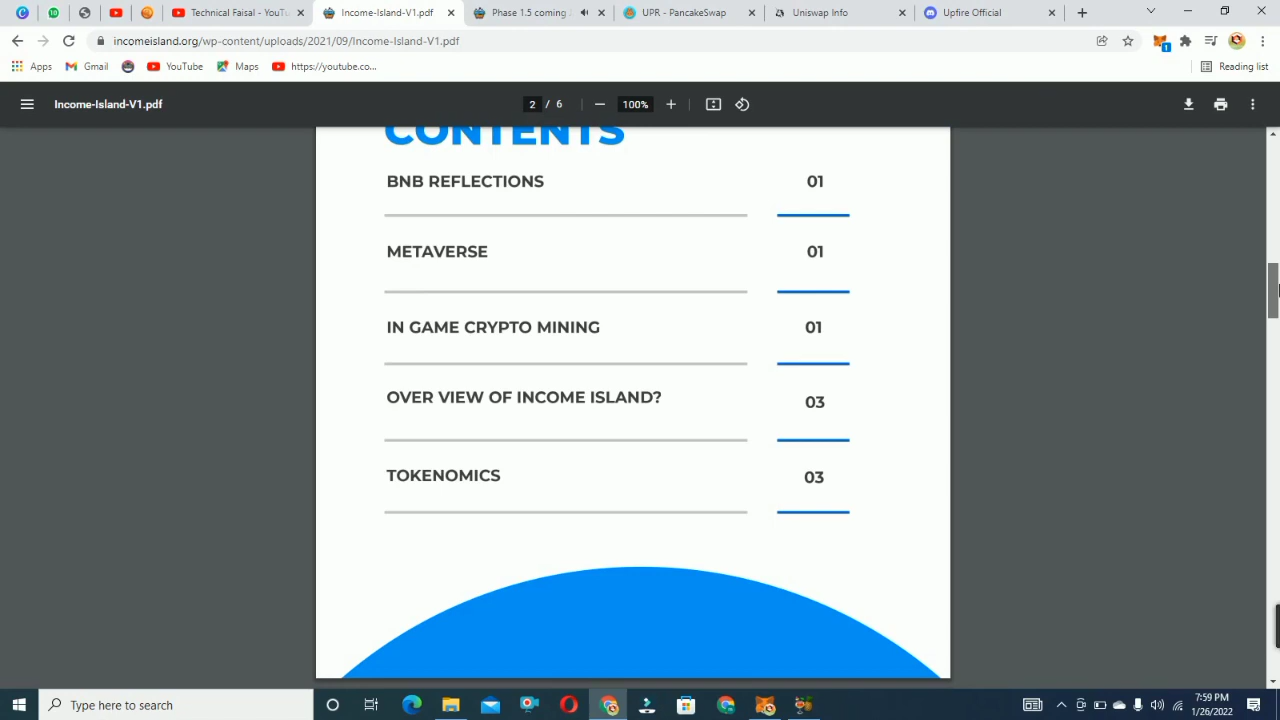 Technical Faisal - YouTu
Income-Island-V1.pdf
Phase 1.5 coming
UPR - PancakeSwap
Uniswap Info
Upfire Official
incomeisland.org/wp-content/uploads/2021/09/Income-Island-V1.pdf
1
Apps
Gmail
YouTube
Maps
https://youtube.co...
Reading list
Income-Island-V1.pdf
2 / 6
100%
CONTENTS
BNB REFLECTIONS 01
METAVERSE 01
IN GAME CRYPTO MINING 01
OVER VIEW OF INCOME ISLAND? 03
TOKENOMICS 03
Type here to search
7:59 PM
1/26/2022